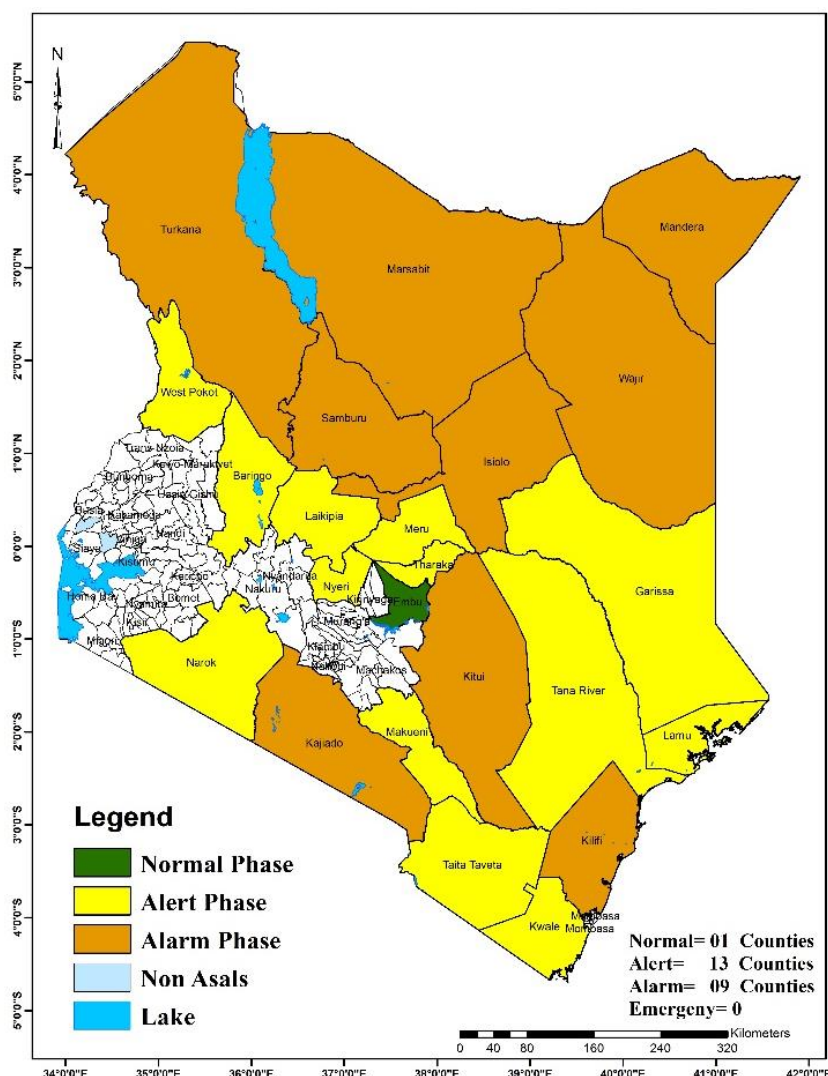 N
5°0'0"N
4°0'0"N
3°0'0"N
2°0'0"N
1°0'0"N
0°0'0"
1°0'0"S
2°0'0"S
3°0'0"S
4°0'0"S
5°0'0"S
Turkana
Marsabit
Mandera
Wajir
West Pokot
Samburu
Isiolo
Baringo
Laikipia
Meru
Tharaka
Nyeri
Embu
Garissa
Nandi
Siaya
Kisumu
Kericho
Nakuru
Nyandarua
Homa Bay
Bomet
Kisii
Kiambu
Machakos
Narok
Kitui
Tana River
Lamu
Kajiado
Makueni
Taita Taveta
Kilifi
Kwale
Mombasa
Mombasa
Legend
Normal Phase
Alert Phase
Alarm Phase
Non Asals
Lake
Normal= 01 Counties
Alert= 13 Counties
Alarm= 09 Counties
Emergeny= 0
Kilometers
0 40 80 160 240 320
34°0'0"E 35°0'0"E 36°0'0"E 37°0'0"E 38°0'0"E 39°0'0"E 40°0'0"E 41°0'0"E 42°0'0"E